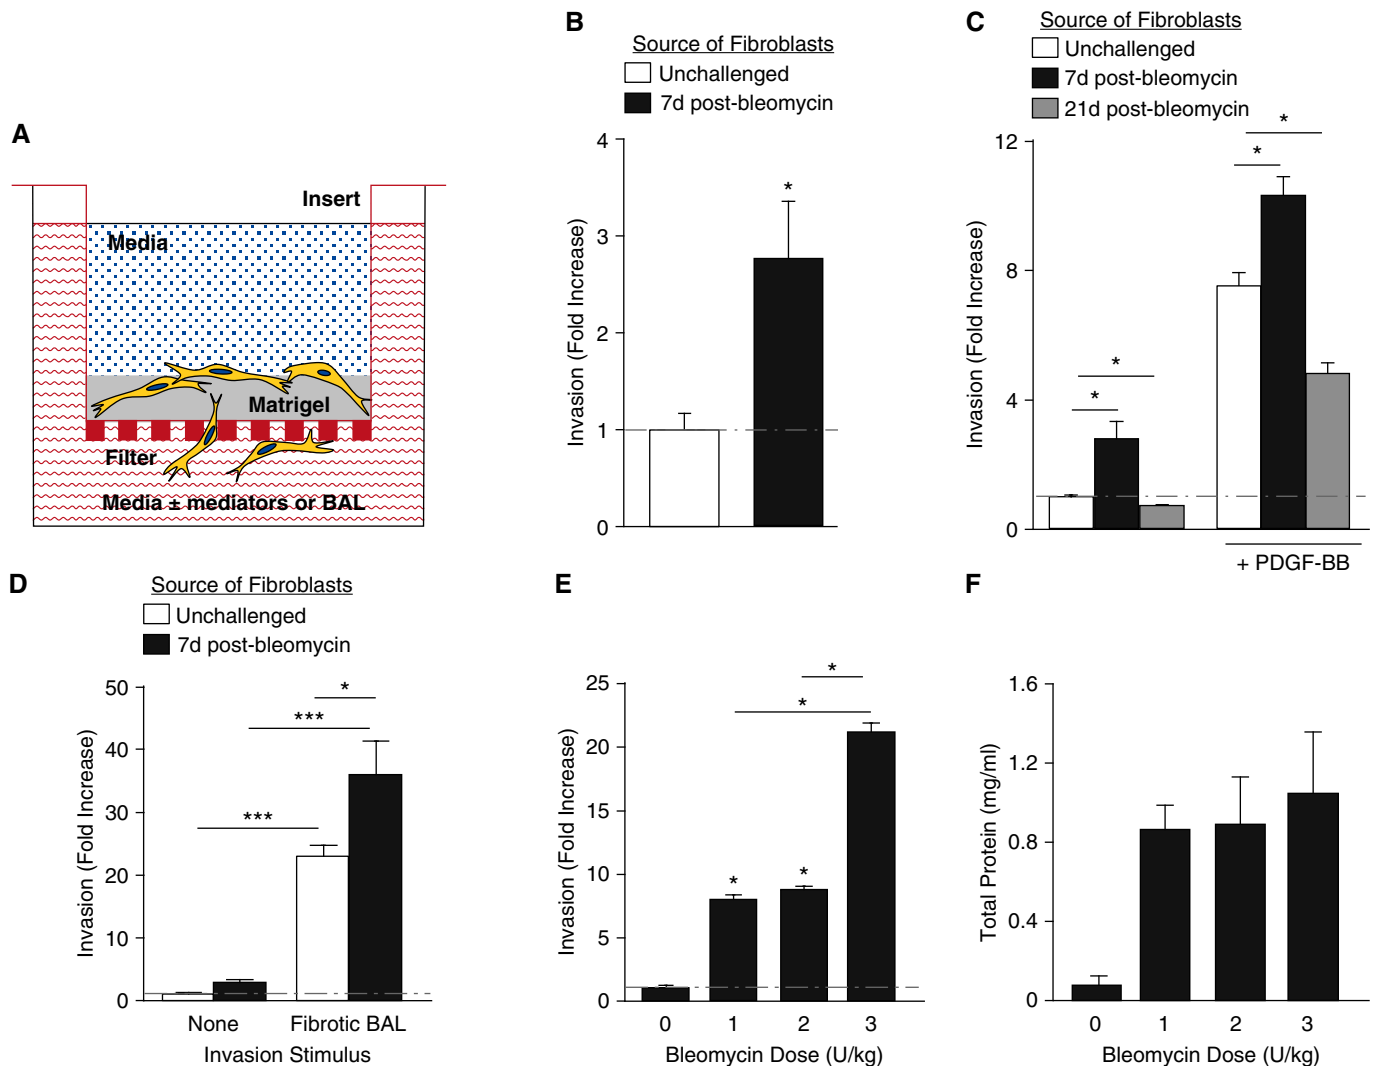 A
Insert
Media
Matrigel
Filter
Media ± mediators or BAL
B
Source of Fibroblasts
Unchallenged
7d post-bleomycin
Invasion (Fold Increase)
4
3
2
1
0
*
C
Source of Fibroblasts
Unchallenged
7d post-bleomycin
21d post-bleomycin
Invasion (Fold Increase)
12
8
4
0
*
*
*
*
+ PDGF-BB
D
Source of Fibroblasts
Unchallenged
7d post-bleomycin
Invasion (Fold Increase)
50
40
30
20
10
0
*
***
***
None Fibrotic BAL
Invasion Stimulus
E
Invasion (Fold Increase)
25
20
15
10
5
0
*
*
* *
0 1 2 3
Bleomycin Dose (U/kg)
F
Total Protein (mg/ml)
1.6
1.2
0.8
0.4
0
0 1 2 3
Bleomycin Dose (U/kg)